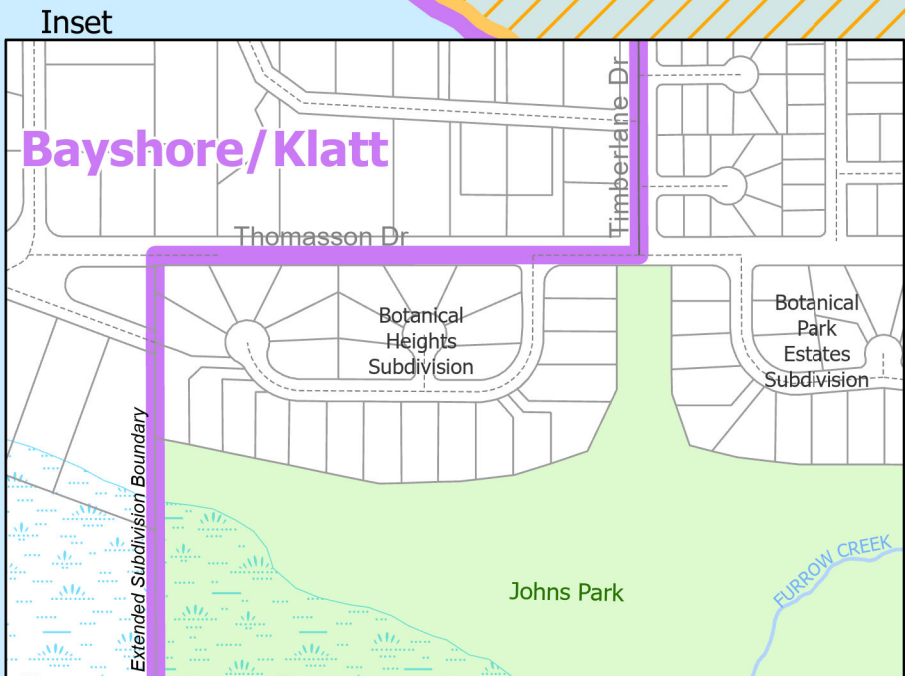 Inset
Bayshore/Klatt
Timberlane Dr
Thomasson Dr
Botanical
Heights
Subdivision
Botanical
Park
Estates
Subdivision
Extended Subdivision Boundary
Johns Park
FURROW CREEK